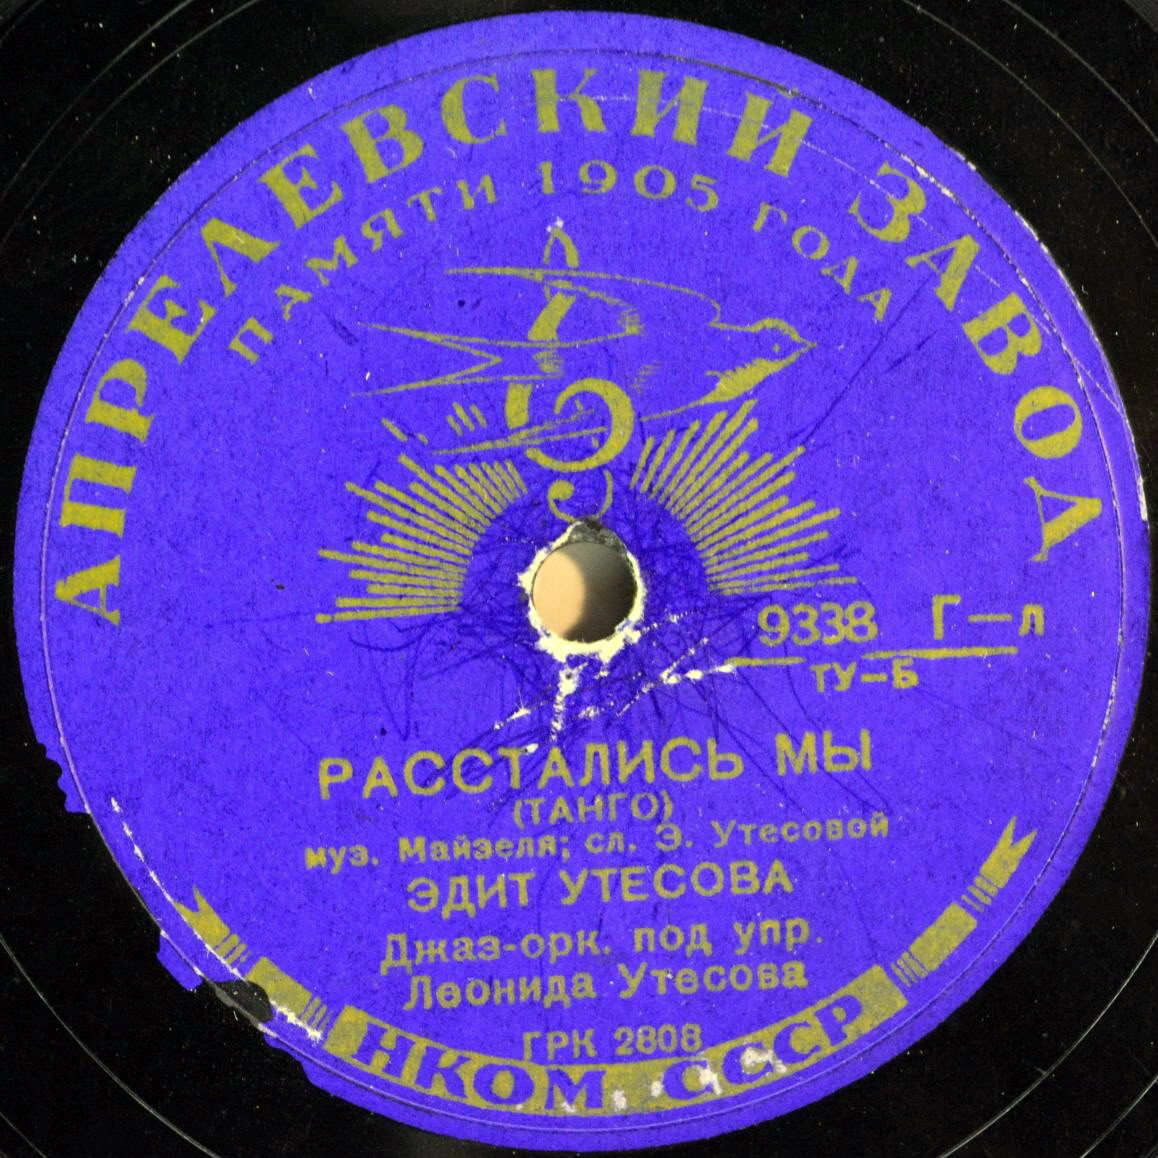 АПРЕЛЕВСКИЙ ЗАВОД
ПАМЯТИ 1905 ГОДА
9338 Г—л
ТУ—Б
РАССТАЛИСЬ МЫ
(ТАНГО)
муз. Майзеля; сл. Э. Утесовой
ЭДИТ УТЕСОВА
Джаз-орк. под упр.
Леонида Утесова
ГРК 2808
НКОМ. СССР